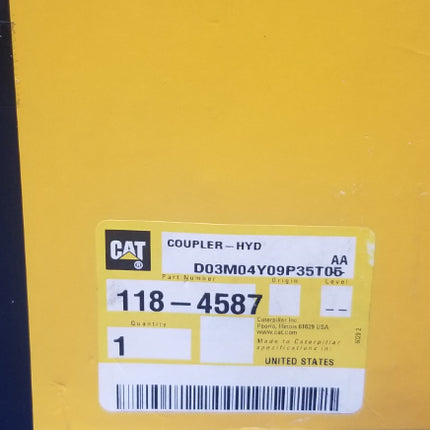 CAT
®
COUPLER-HYD
AA
D03M04Y09P35T05
Part Number Origin Level
118-4587 --
Caterpillar Inc.
Peoria, Illinois 61629 USA
www.cat.com
Quantity
1
Made to Caterpillar
specifications in:
UNITED STATES